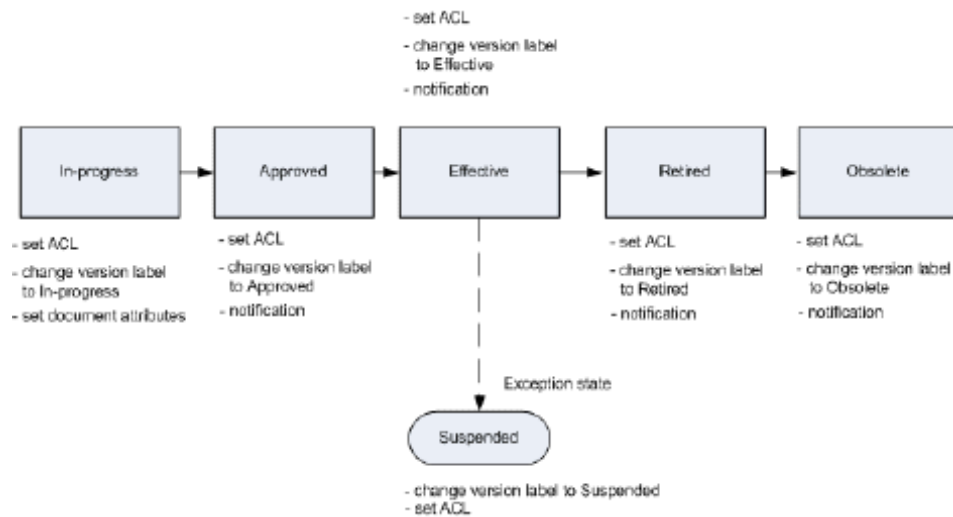 - set ACL
- change version label
to Effective
- notification
In-progress
Approved
Effective
Retired
Obsolete
- set ACL
- change version label
to In-progress
- set document attributes
- set ACL
- change version label
to Approved
- notification
- set ACL
- change version label
to Retired
- notification
- set ACL
- change version label
to Obsolete
- notification
Exception state
Suspended
- change version label to Suspended
- set ACL